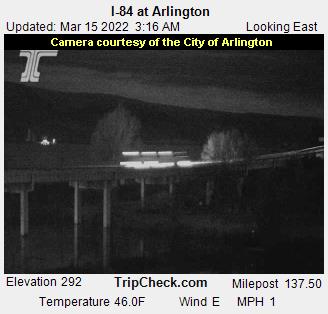 I-84 at Arlington
Updated: Mar 15 2022 3:16 AM Looking East
Camera courtesy of the City of Arlington
Elevation 292 TripCheck.com Milepost 137.50
Temperature 46.0F Wind E MPH 1